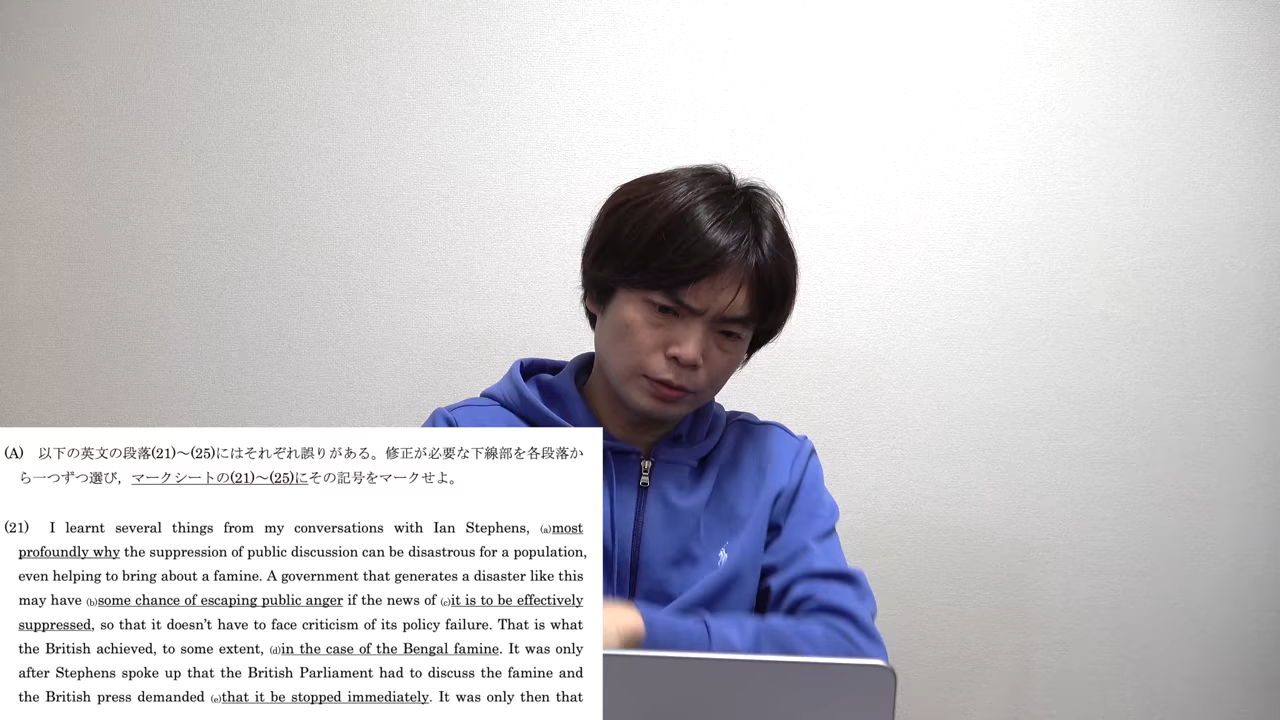 (A) 以下の英文の段落(21)～(25)にはそれぞれ誤りがある。修正が必要な下線部を各段落か
ら一つずつ選び，マークシートの(21)～(25)にその記号をマークせよ。
(21) I learnt several things from my conversations with Ian Stephens, (a)most
profoundly why the suppression of public discussion can be disastrous for a population,
even helping to bring about a famine. A government that generates a disaster like this
may have (b)some chance of escaping public anger if the news of (c)it is to be effectively
suppressed, so that it doesn't have to face criticism of its policy failure. That is what
the British achieved, to some extent, (d)in the case of the Bengal famine. It was only
after Stephens spoke up that the British Parliament had to discuss the famine and
the British press demanded (e)that it be stopped immediately. It was only then that